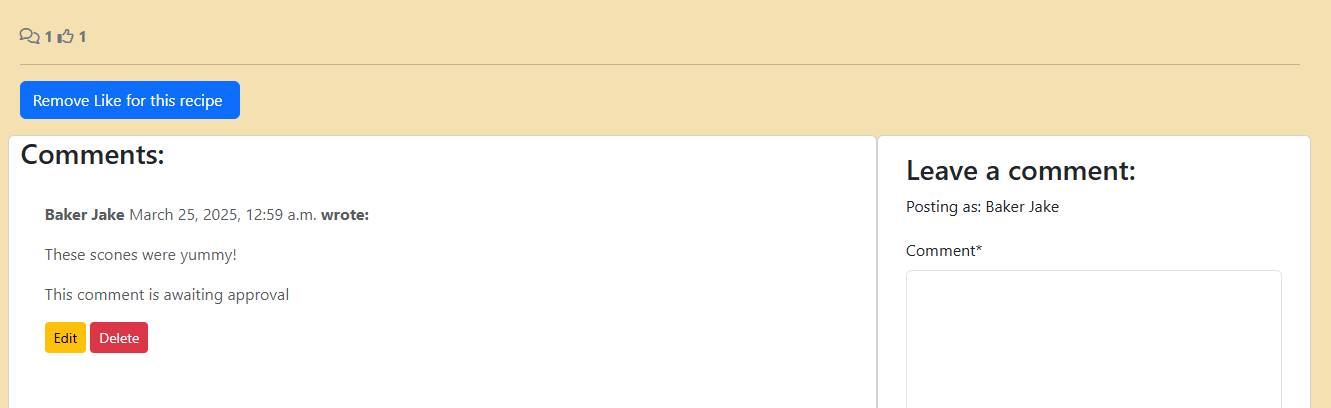 1 1
Remove Like for this recipe
Comments:
Baker Jake March 25, 2025, 12:59 a.m. wrote:
These scones were yummy!
This comment is awaiting approval
Edit Delete
Leave a comment:
Posting as: Baker Jake
Comment*